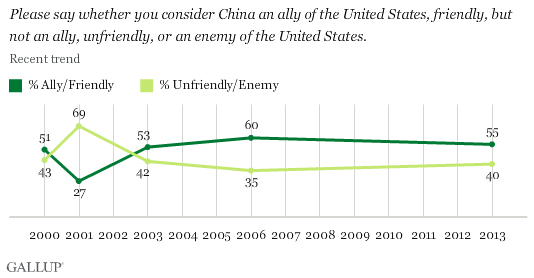 Please say whether you consider China an ally of the United States, friendly, but
not an ally, unfriendly, or an enemy of the United States.
Recent trend
% Ally/Friendly % Unfriendly/Enemy
69
51 53 60 55
43 42 35 40
27
2000 2001 2002 2003 2004 2005 2006 2007 2008 2009 2010 2011 2012 2013
GALLUP®